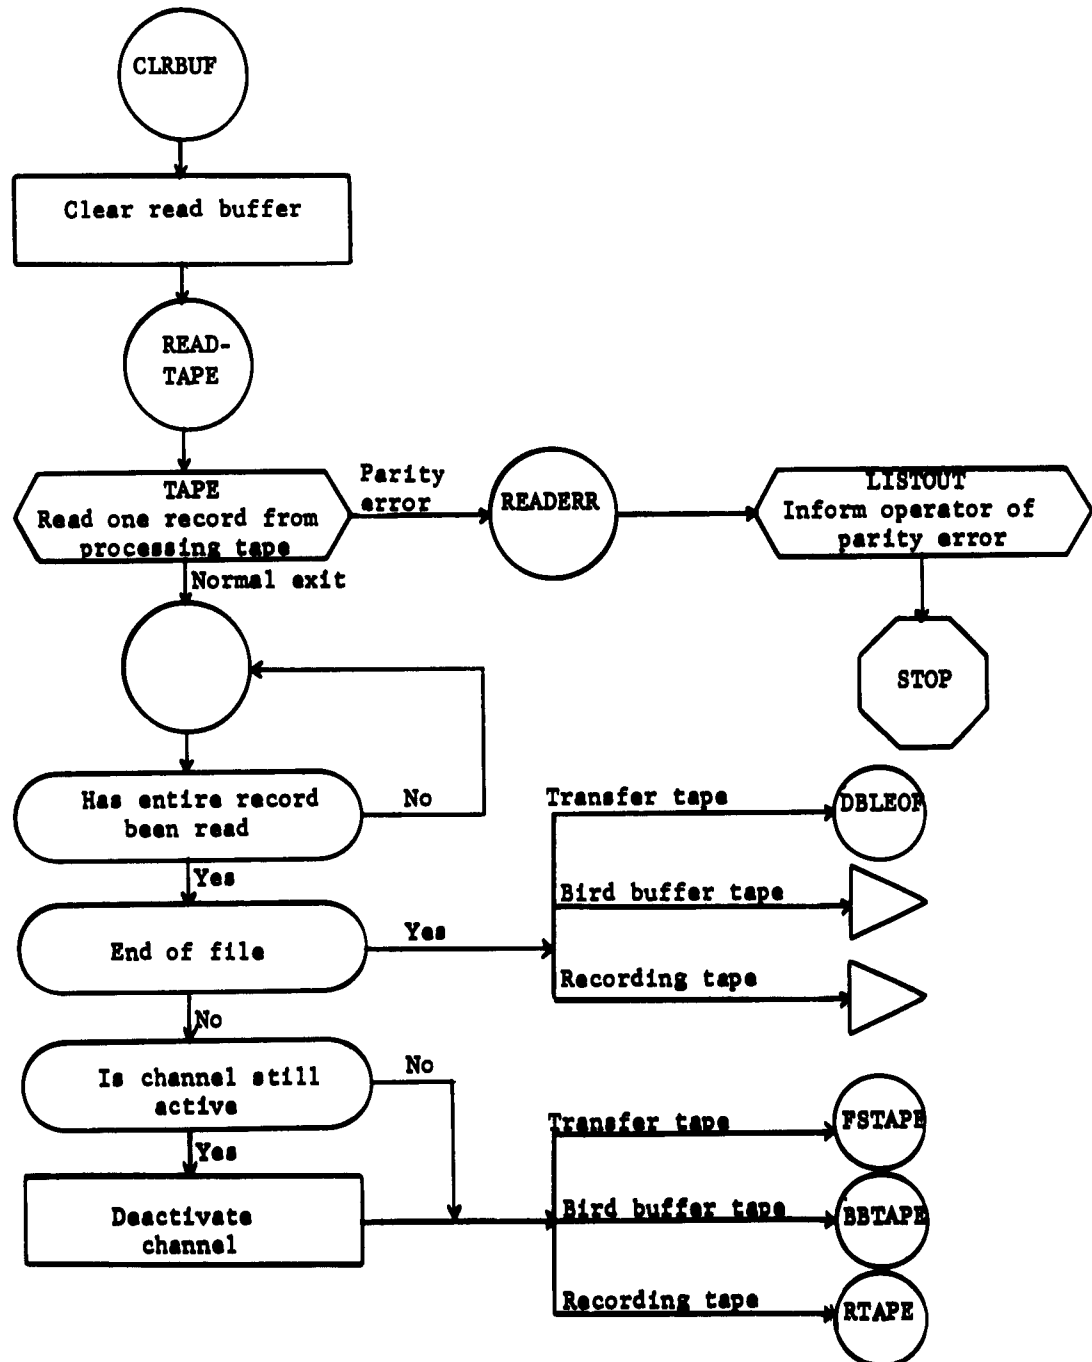 CLRBUF
Clear read buffer
READ-
TAPE
TAPE
Read one record from
processing tape
Parity
error
READERR
LISTOUT
Inform operator of
parity error
Normal exit
STOP
Has entire record
been read
No
Transfer tape
DBLEOF
Yes
Bird buffer tape
End of file
Yes
Recording tape
No
Is channel still
active
No
Transfer tape
FSTAPE
Yes
Deactivate
channel
Bird buffer tape
BBTAPE
Recording tape
RTAPE